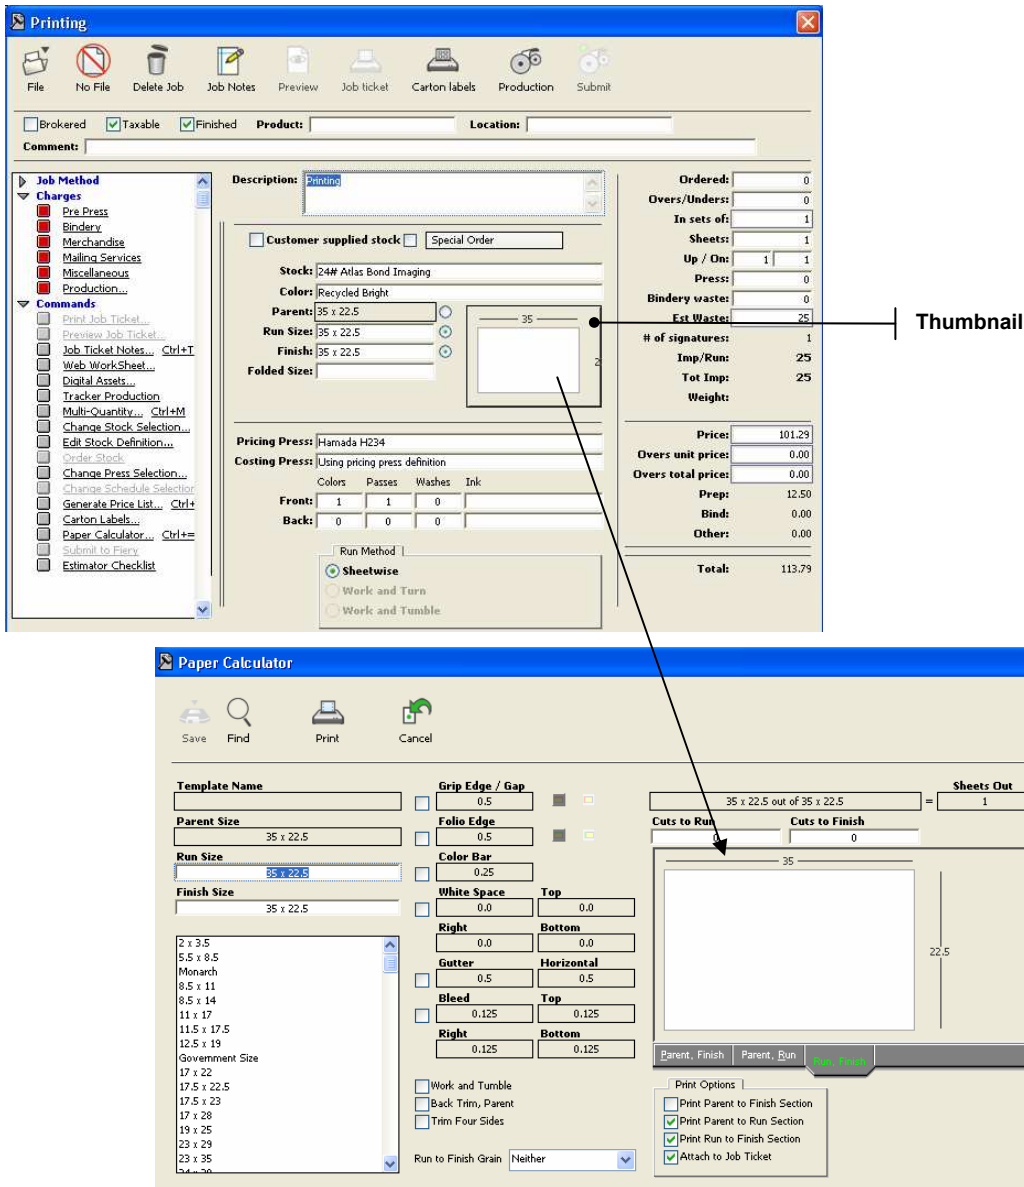 Printing
File No File Delete Job Job Notes Preview Job ticket Carton labels Production Submit
Brokered Taxable Finished Product: Location:
Comment:
Job Method
Charges
Pre Press
Bindery
Merchandise
Mailing Services
Miscellaneous
Production...
Commands
Print Job Ticket...
Preview Job Ticket...
Job Ticket Notes... Ctrl+T
Web WorkSheet...
Digital Assets...
Tracker Production
Multi-Quantity... Ctrl+M
Change Stock Selection...
Edit Stock Definition...
Order Stock
Change Press Selection...
Change Schedule Selection
Generate Price List... Ctrl+
Carton Labels...
Paper Calculator... Ctrl+=
Submit to Fiery
Estimator Checklist
Description: Printing
Customer supplied stock Special Order
Stock: 24# Atlas Bond Imaging
Color: Recycled Bright
Parent: 35 x 22.5
Run Size: 35 x 22.5
Finish: 35 x 22.5
Folded Size:
35
2
Pricing Press: Hamada H234
Costing Press: Using pricing press definition
Colors Passes Washes Ink
Front: 1 1 0
Back: 0 0 0
Run Method
Sheetwise
Work and Turn
Work and Tumble
Ordered: 0
Overs/Unders: 0
In sets of: 1
Sheets: 1
Up / On: 1 1
Press: 0
Bindery waste: 0
Est Waste: 25
# of signatures: 1
Imp/Run: 25
Tot Imp: 25
Weight:
Price: 101.29
Overs unit price: 0.00
Overs total price: 0.00
Prep: 12.50
Bind: 0.00
Other: 0.00
Total: 113.79
Thumbnail
Paper Calculator
Save Find Print Cancel
Template Name
Parent Size
35 x 22.5
Run Size
35 x 22.5
Finish Size
35 x 22.5
2 x 3.5
5.5 x 8.5
Monarch
8.5 x 11
8.5 x 14
11 x 17
11.5 x 17.5
12.5 x 19
Government Size
17 x 22
17.5 x 22.5
17.5 x 23
17 x 28
19 x 25
23 x 29
23 x 35
Grip Edge / Gap
0.5
Folio Edge
0.5
Color Bar
0.25
White Space Top
0.0 0.0
Right Bottom
0.0 0.0
Gutter Horizontal
0.5 0.5
Bleed Top
0.125 0.125
Right Bottom
0.125 0.125
Work and Tumble
Back Trim, Parent
Trim Four Sides
Run to Finish Grain Neither
Sheets Out
35 x 22.5 out of 35 x 22.5 = 1
Cuts to Run Cuts to Finish
0 0
35
22.5
Parent, Finish Parent, Run Run, Finish
Print Options
Print Parent to Finish Section
Print Parent to Run Section
Print Run to Finish Section
Attach to Job Ticket